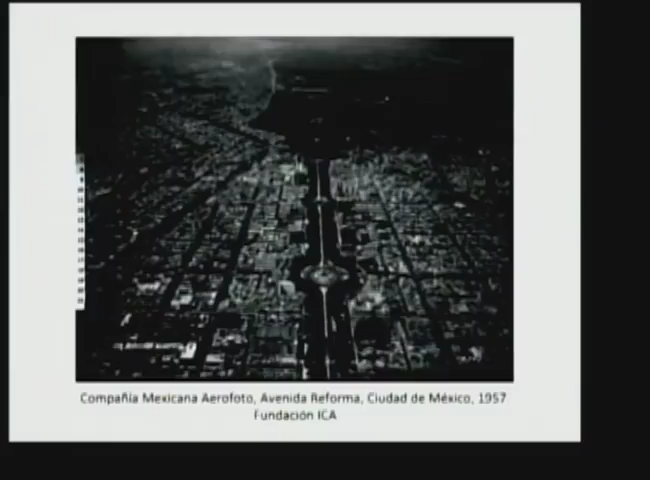 Compañía Mexicana Aerofoto, Avenida Reforma, Ciudad de México, 1957
Fundación ICA